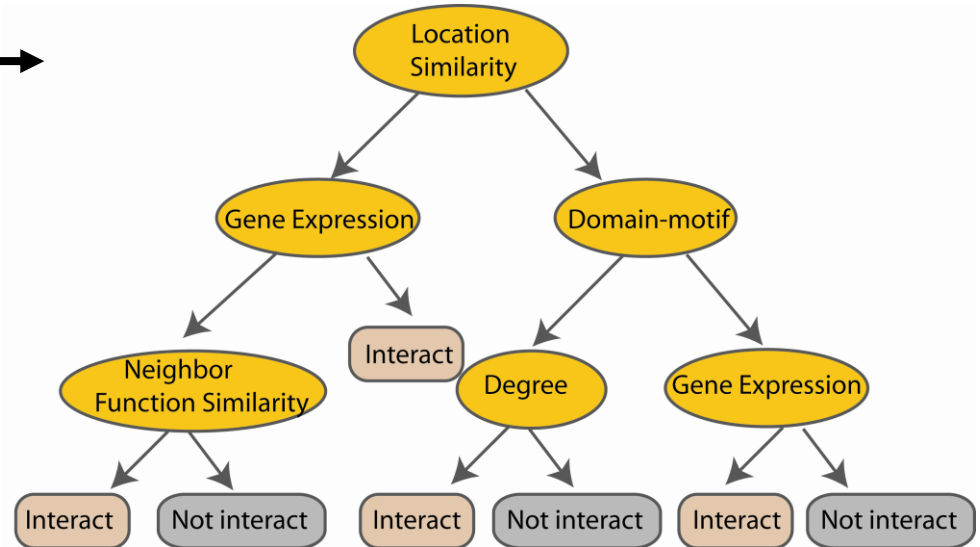 Location
Similarity
Gene Expression
Domain-motif
Interact
Neighbor
Function Similarity
Degree
Gene Expression
Interact
Not interact
Interact
Not interact
Interact
Not interact